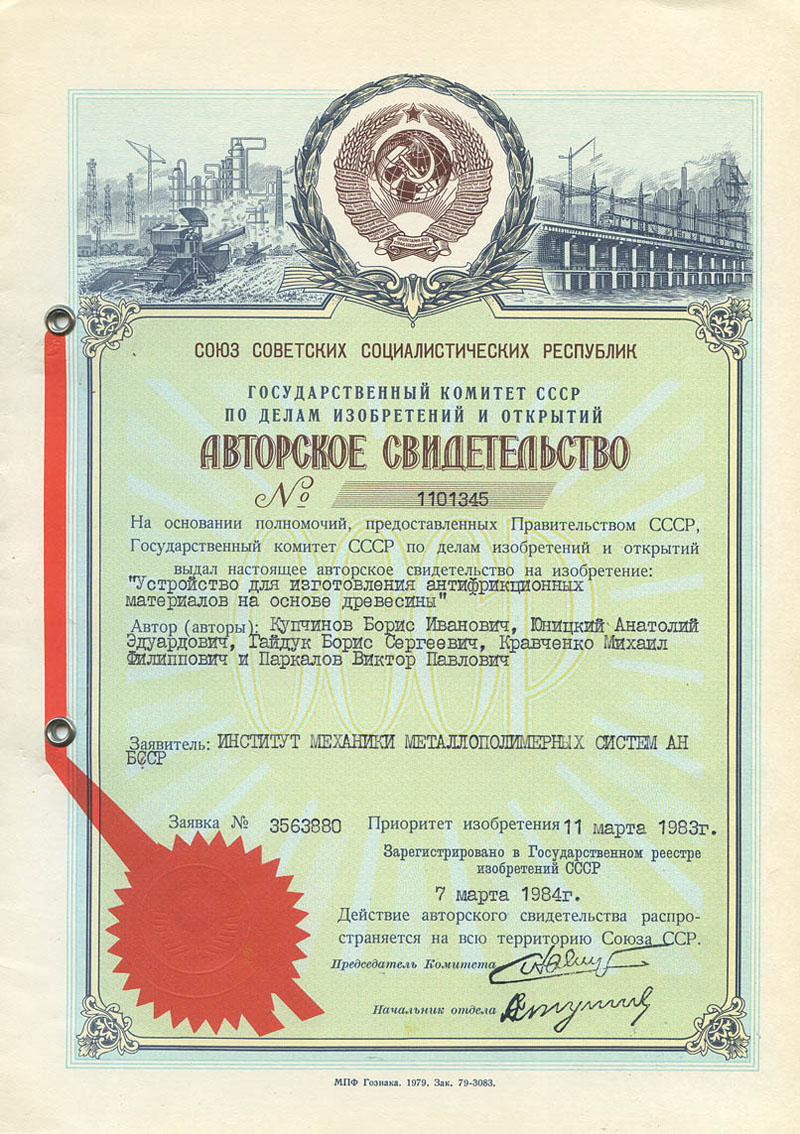 СОЮЗ СОВЕТСКИХ СОЦИАЛИСТИЧЕСКИХ РЕСПУБЛИК
ГОСУДАРСТВЕННЫЙ КОМИТЕТ СССР
ПО ДЕЛАМ ИЗОБРЕТЕНИЙ И ОТКРЫТИЙ
АВТОРСКОЕ СВИДЕТЕЛЬСТВО
№ 1101345
На основании полномочий, предоставленных Правительством СССР,
Государственный комитет СССР по делам изобретений и открытий
выдал настоящее авторское свидетельство на изобретение:
"Устройство для изготовления антифрикционных
материалов на основе древесины"
Автор (авторы): Купчинов Борис Иванович, Юницкий Анатолий
Эдуардович, Гайдук Борис Сергеевич, Кравченко Михаил
Филиппович и Паркалов Виктор Павлович
СССР
Заявитель: ИНСТИТУТ МЕХАНИКИ МЕТАЛЛОПОЛИМЕРНЫХ СИСТЕМ АН
БССР
Заявка № 3563880 Приоритет изобретения 11 марта 1983г.
Зарегистрировано в Государственном реестре
изобретений СССР
7 марта 1984г.
Действие авторского свидетельства распро-
страняется на всю территорию Союза ССР.
Председатель Комитета
Начальник отдела
МПФ Гознака. 1979. Зак. 79-3083.